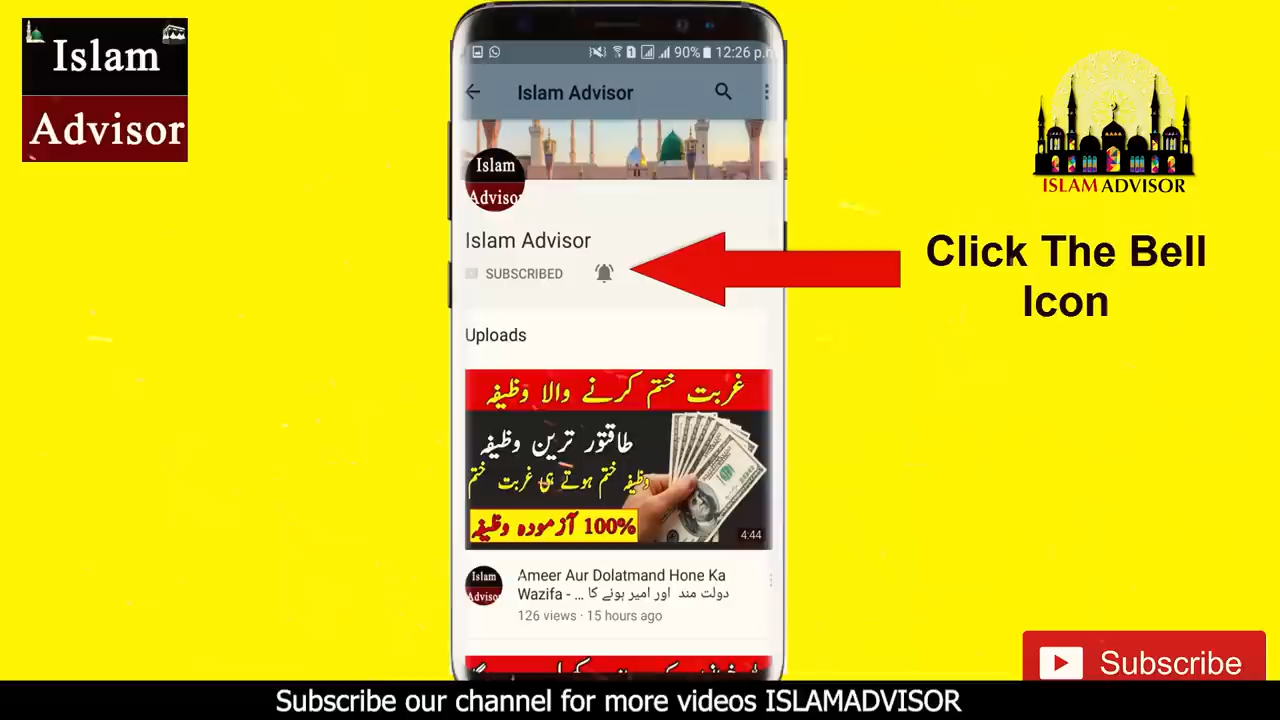 Islam
Advisor
90% 12:26 p.m
Islam Advisor
Islam
Advisor
Islam Advisor
SUBSCRIBED
Uploads
غربت ختم کرنے والا وظیفہ
طاقتور ترین وظیفہ
وظیفہ ختم ہوتے ہی غربت ختم
100% آزمودہ وظیفہ
4:44
Islam
Advisor
Ameer Aur Dolatmand Hone Ka
Wazifa - ... دولت مند اور امیر ہونے کا
126 views · 15 hours ago
ISLAM ADVISOR
Click The Bell
Icon
Subscribe
Subscribe our channel for more videos ISLAMADVISOR